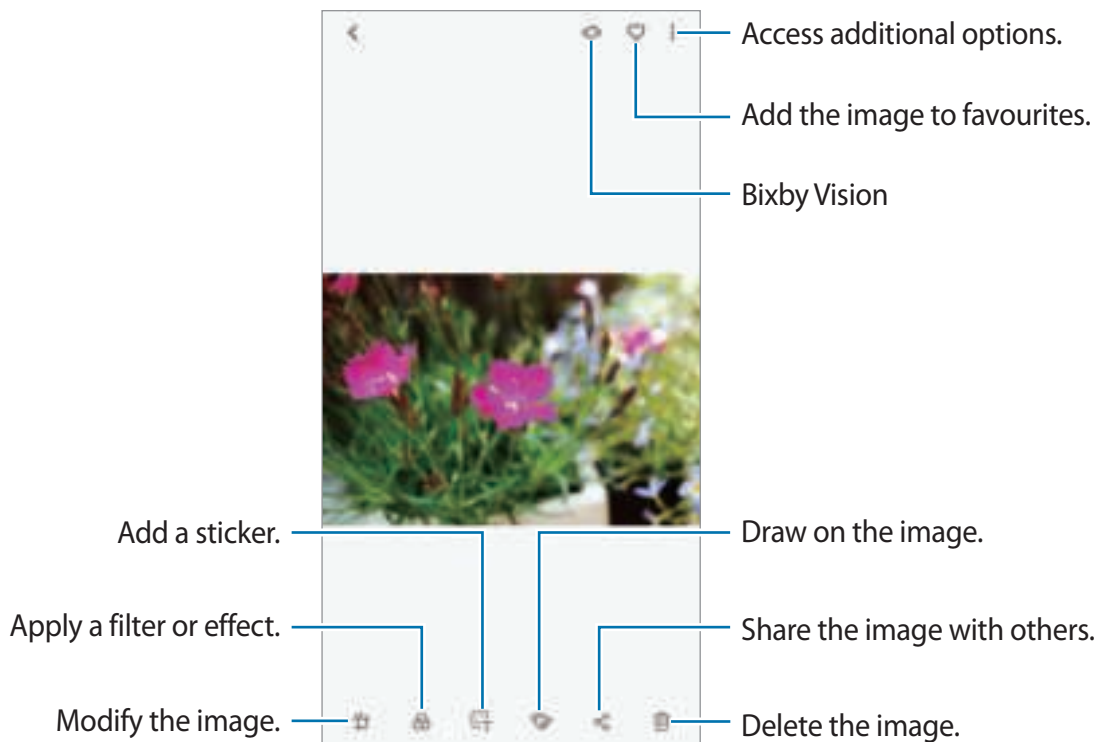 Access additional options.
Add the image to favourites.
Bixby Vision
Add a sticker.
Draw on the image.
Apply a filter or effect.
Share the image with others.
Modify the image.
Delete the image.